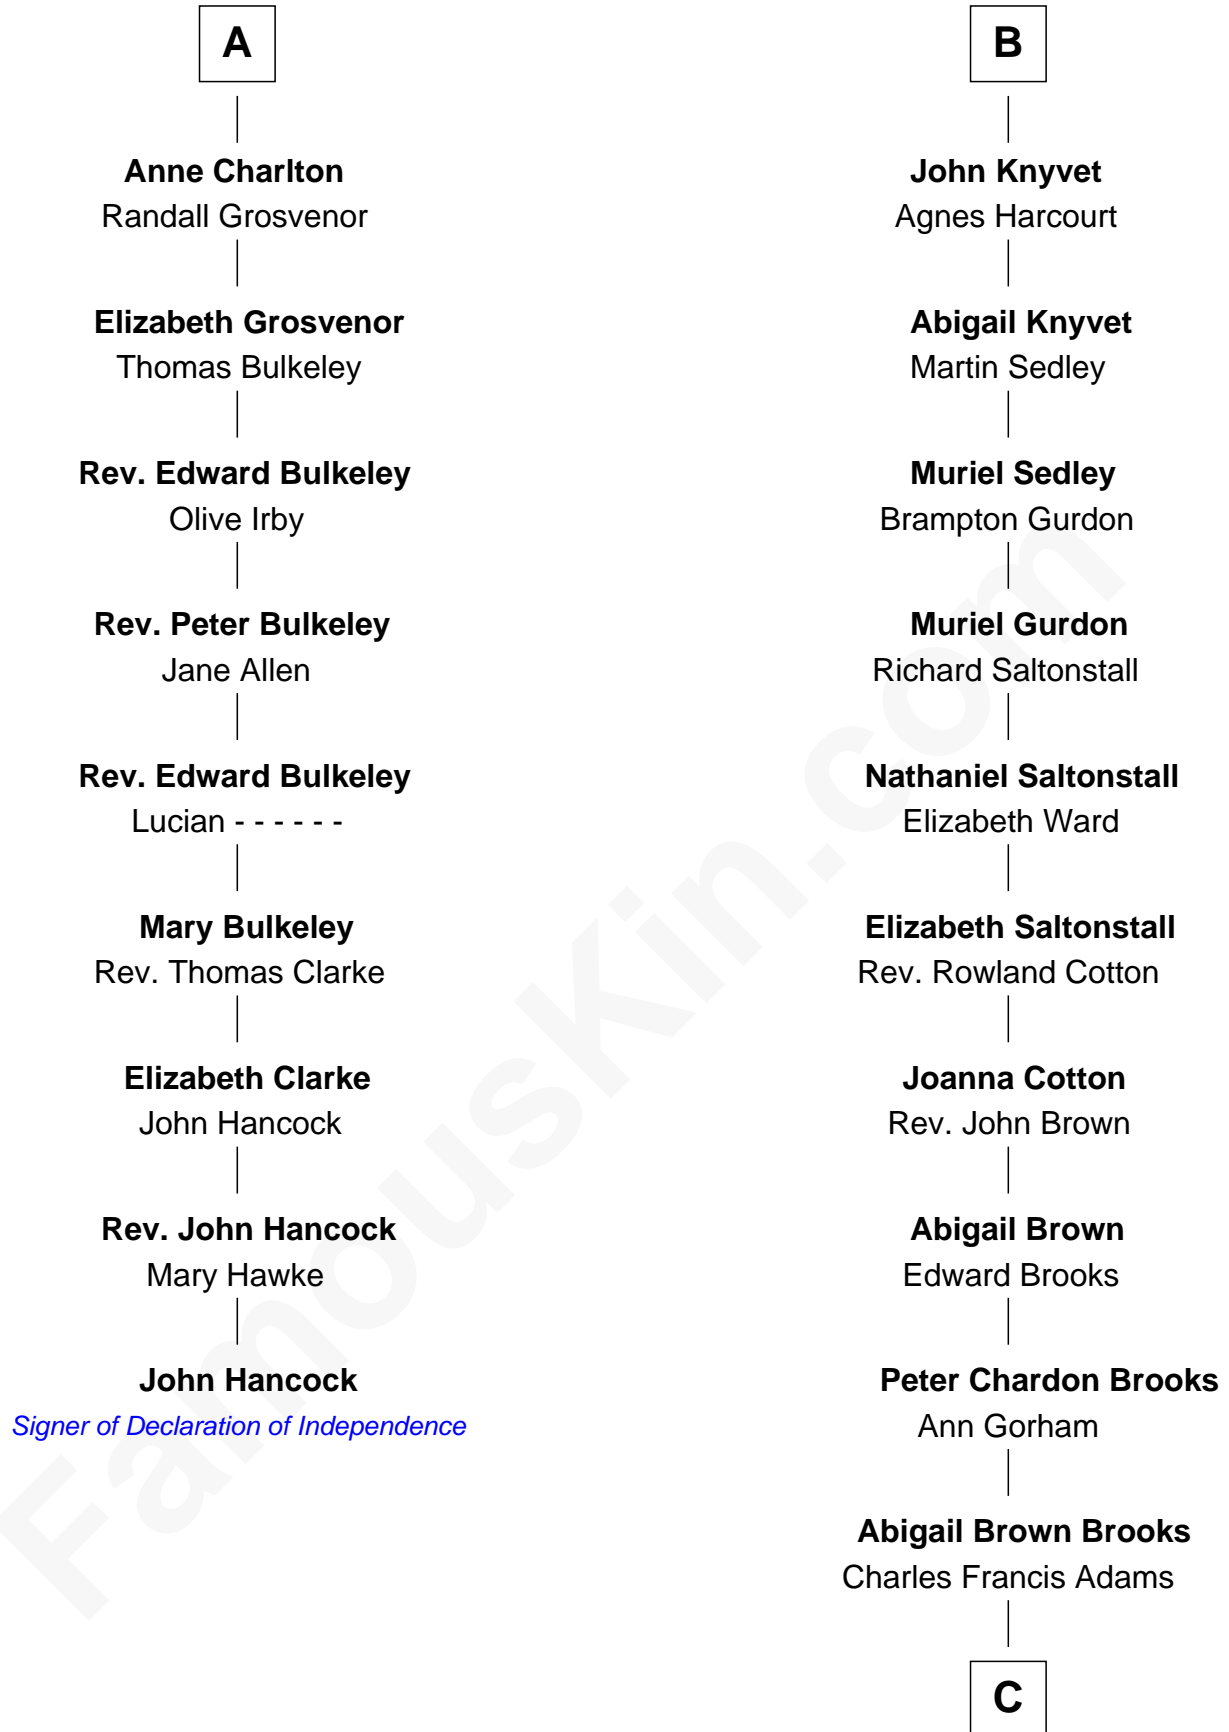 A
Anne Charlton
Randall Grosvenor
Elizabeth Grosvenor
Thomas Bulkeley
Rev. Edward Bulkeley
Olive Irby
Rev. Peter Bulkeley
Jane Allen
Rev. Edward Bulkeley
Lucian - - - - - -
Mary Bulkeley
Rev. Thomas Clarke
Elizabeth Clarke
John Hancock
Rev. John Hancock
Mary Hawke
John Hancock
Signer of Declaration of Independence
B
John Knyvet
Agnes Harcourt
Abigail Knyvet
Martin Sedley
Muriel Sedley
Brampton Gurdon
Muriel Gurdon
Richard Saltonstall
Nathaniel Saltonstall
Elizabeth Ward
Elizabeth Saltonstall
Rev. Rowland Cotton
Joanna Cotton
Rev. John Brown
Abigail Brown
Edward Brooks
Peter Chardon Brooks
Ann Gorham
Abigail Brown Brooks
Charles Francis Adams
C
FamousKin.com